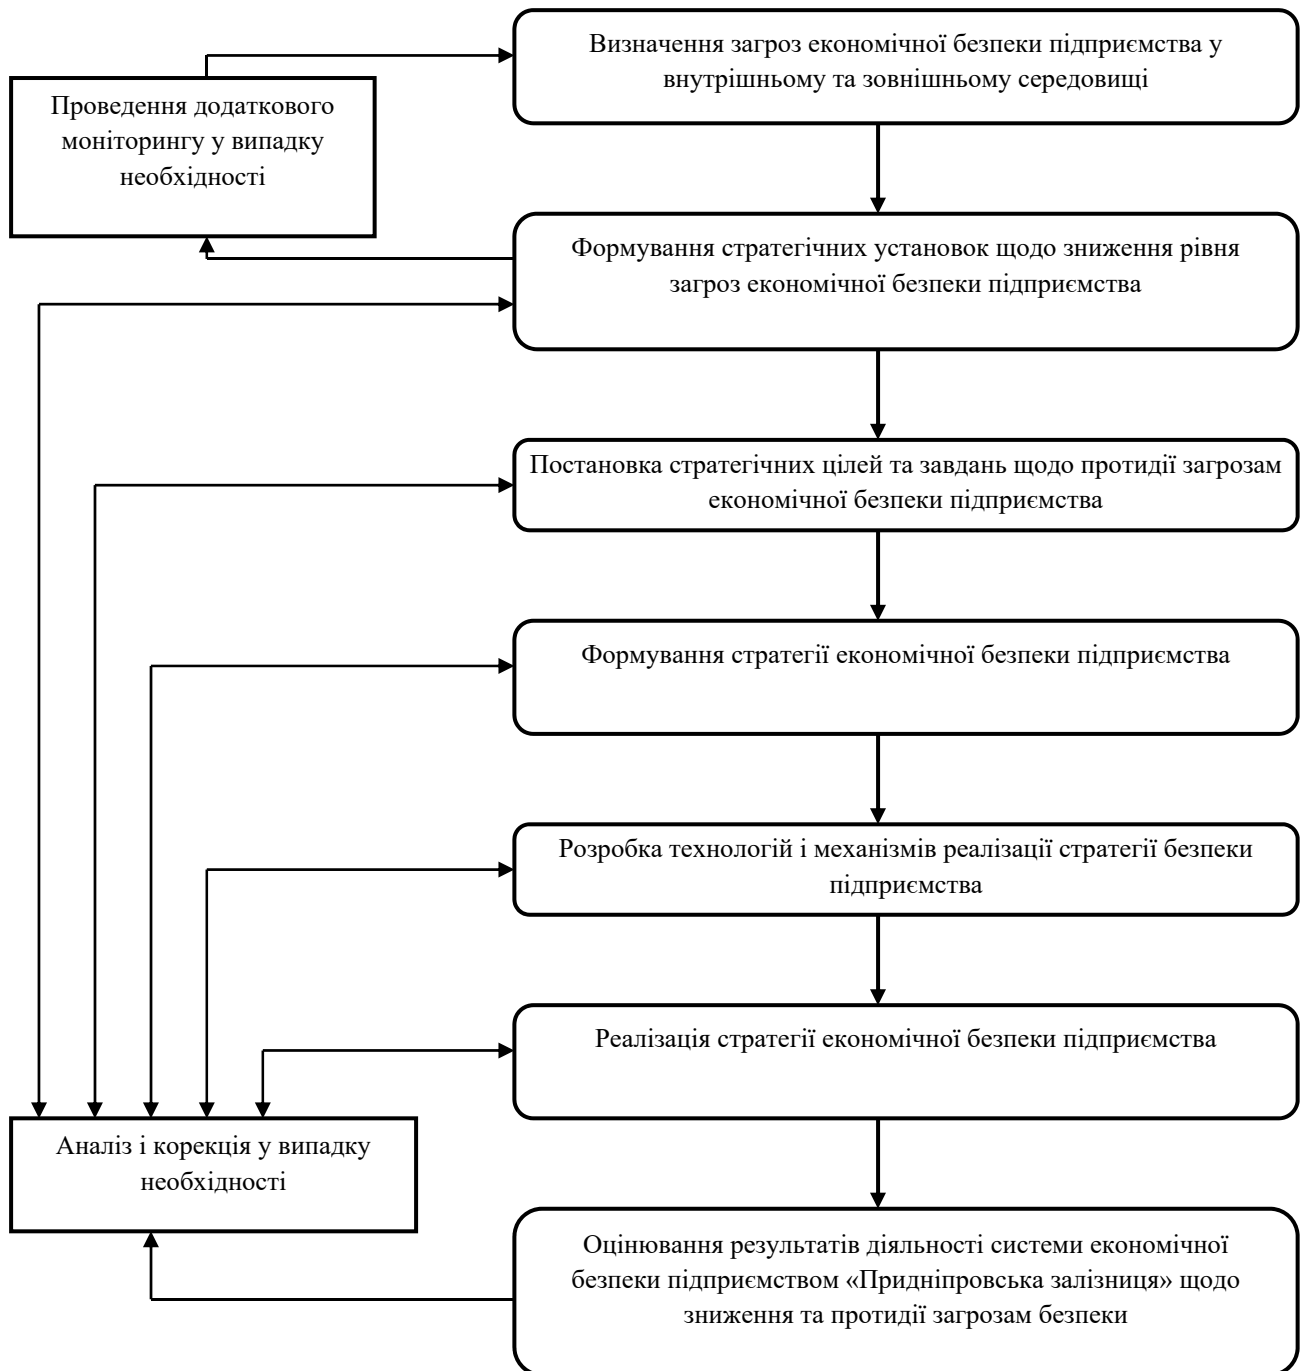 Визначення загроз економічної безпеки підприємства у
внутрішньому та зовнішньому середовищі
Проведення додаткового
моніторингу у випадку
необхідності
Формування стратегічних установок щодо зниження рівня
загроз економічної безпеки підприємства
Постановка стратегічних цілей та завдань щодо протидії загрозам
економічної безпеки підприємства
Формування стратегії економічної безпеки підприємства
Розробка технологій і механізмів реалізації стратегії безпеки
підприємства
Реалізація стратегії економічної безпеки підприємства
Аналіз і корекція у випадку
необхідності
Оцінювання результатів діяльності системи економічної
безпеки підприємством «Придніпровська залізниця» щодо
зниження та протидії загрозам безпеки